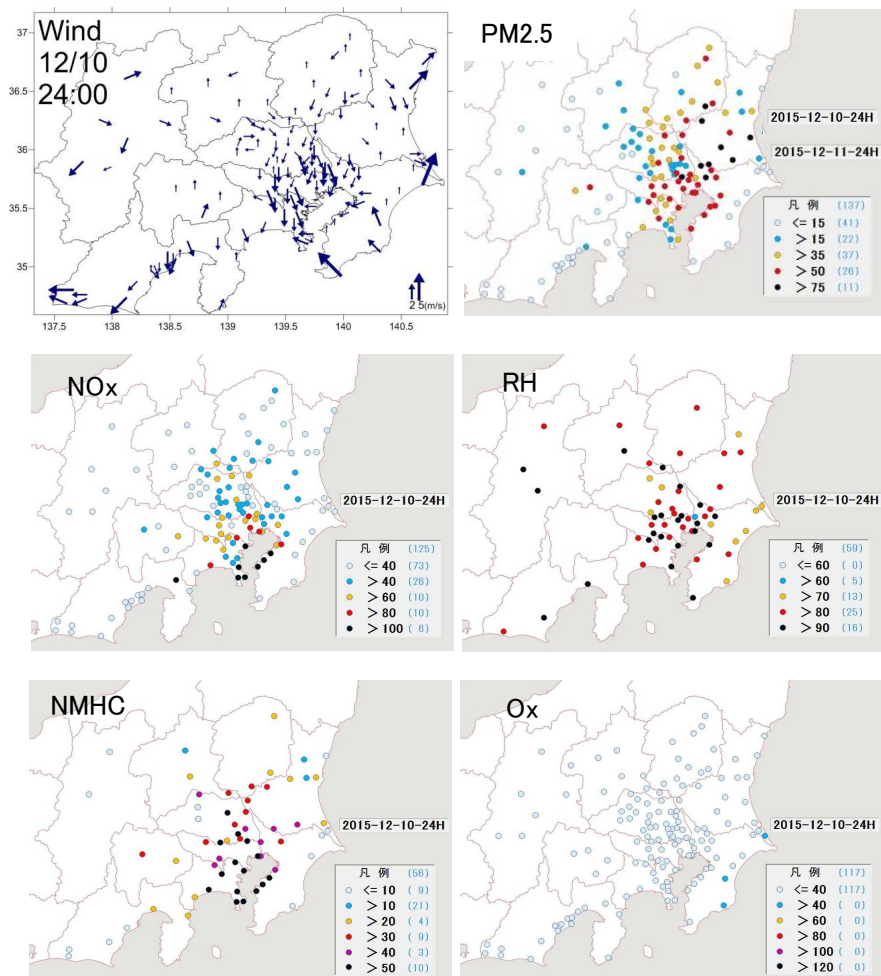 Wind
12/10
24:00
37
36.5
36
35.5
35
137.5 138 138.5 139 139.5 140 140.5
2 5(m/s)
PM2.5
2015-12-10-24H
2015-12-11-24H
凡 例 (137)
<= 15 (41)
> 15 (22)
> 35 (37)
> 50 (26)
> 75 (11)
NOx
2015-12-10-24H
凡 例 (125)
<= 40 (73)
> 40 (26)
> 60 (10)
> 80 (10)
> 100 ( 6)
RH
2015-12-10-24H
凡 例 (59)
<= 60 ( 0)
> 60 ( 5)
> 70 (13)
> 80 (25)
> 90 (16)
NMHC
2015-12-10-24H
凡 例 (56)
<= 10 ( 9)
> 10 (21)
> 20 ( 4)
> 30 ( 9)
> 40 ( 3)
> 50 (10)
Ox
2015-12-10-24H
凡 例 (117)
<= 40 (117)
> 40 ( 0)
> 60 ( 0)
> 80 ( 0)
> 100 ( 0)
> 120 ( 0)